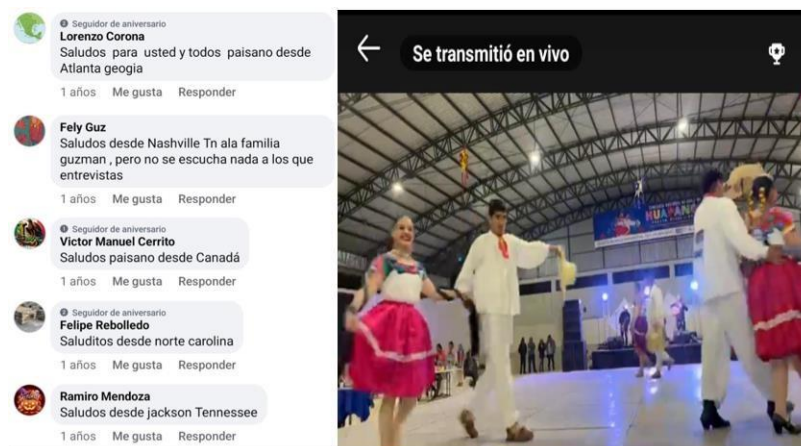 Seguidor de aniversario
Lorenzo Corona
Saludos para usted y todos paisano desde
Atlanta geogia
1 años Me gusta Responder
Fely Guz
Saludos desde Nashville Tn ala familia
guzman , pero no se escucha nada a los que
entrevistas
1 años Me gusta Responder
Seguidor de aniversario
Victor Manuel Cerrito
Saludos paisano desde Canadá
1 años Me gusta Responder
Seguidor de aniversario
Felipe Rebolledo
Saluditos desde norte carolina
1 años Me gusta Responder
Ramiro Mendoza
Saludos desde jackson Tennessee
1 años Me gusta Responder
Se transmitió en vivo
HUAPANGO